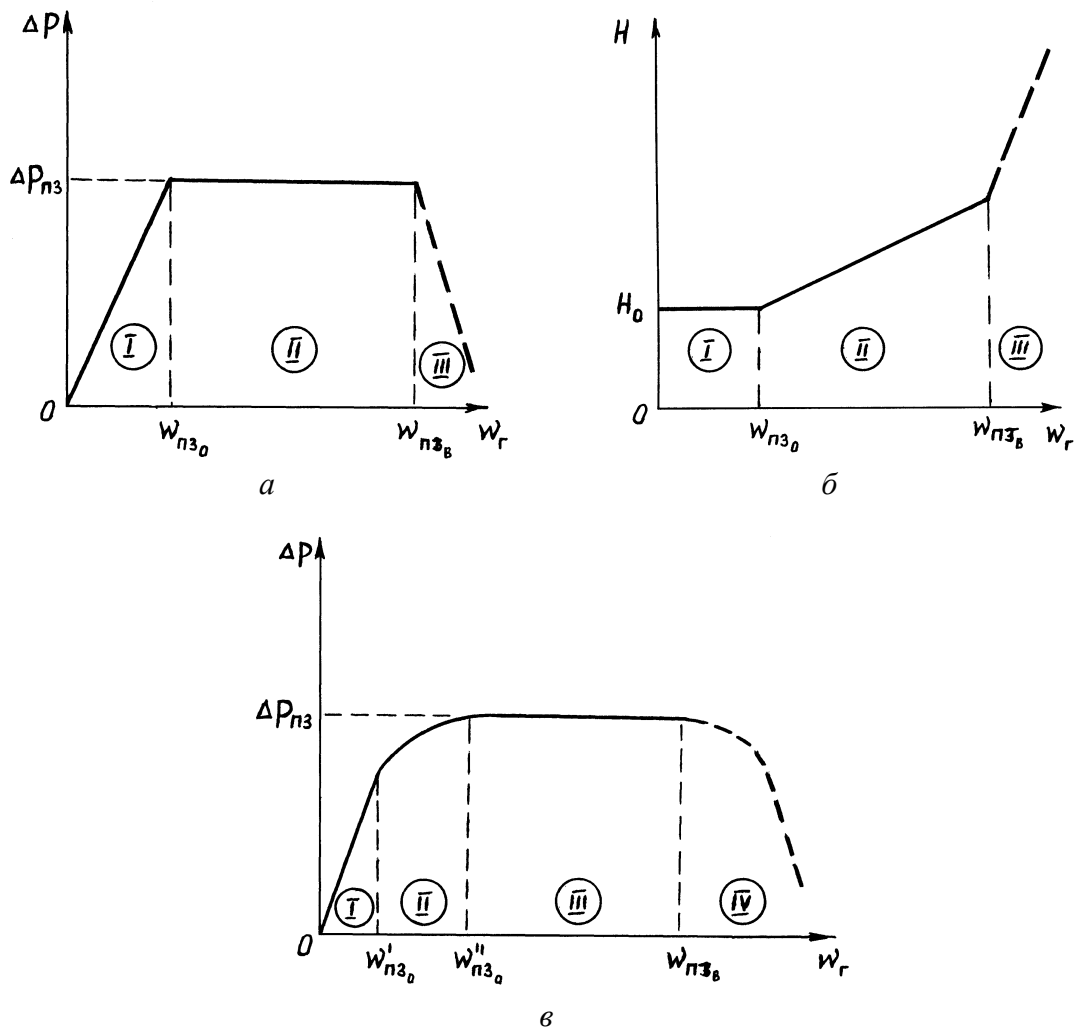 ΔP H
ΔPпз
H₀
I II III I II III
0 Wпз₀ Wпзв Wг 0 Wпз₀ Wпзв Wг
а б
ΔP
ΔPпз
I II III IV
0 W'пз₀ W"пз₀ Wпзв Wг
в